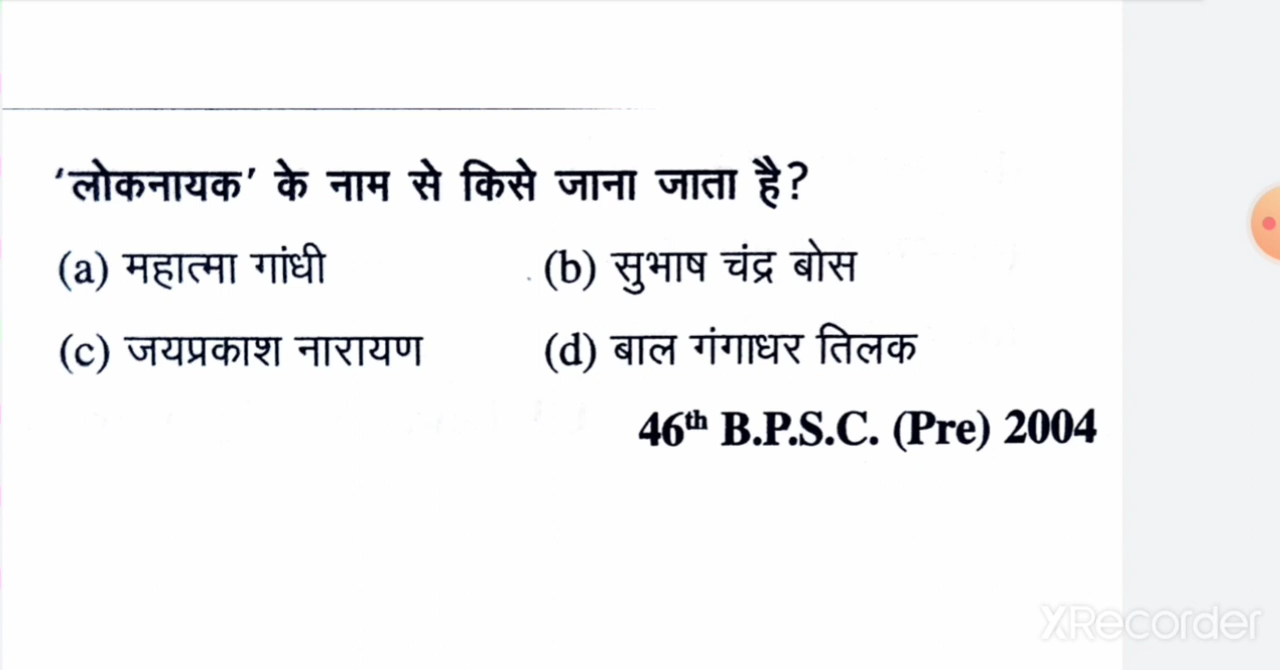 'लोकनायक' के नाम से किसे जाना जाता है?
(a) महात्मा गांधी (b) सुभाष चंद्र बोस
(c) जयप्रकाश नारायण (d) बाल गंगाधर तिलक
46th B.P.S.C. (Pre) 2004
XRecorder